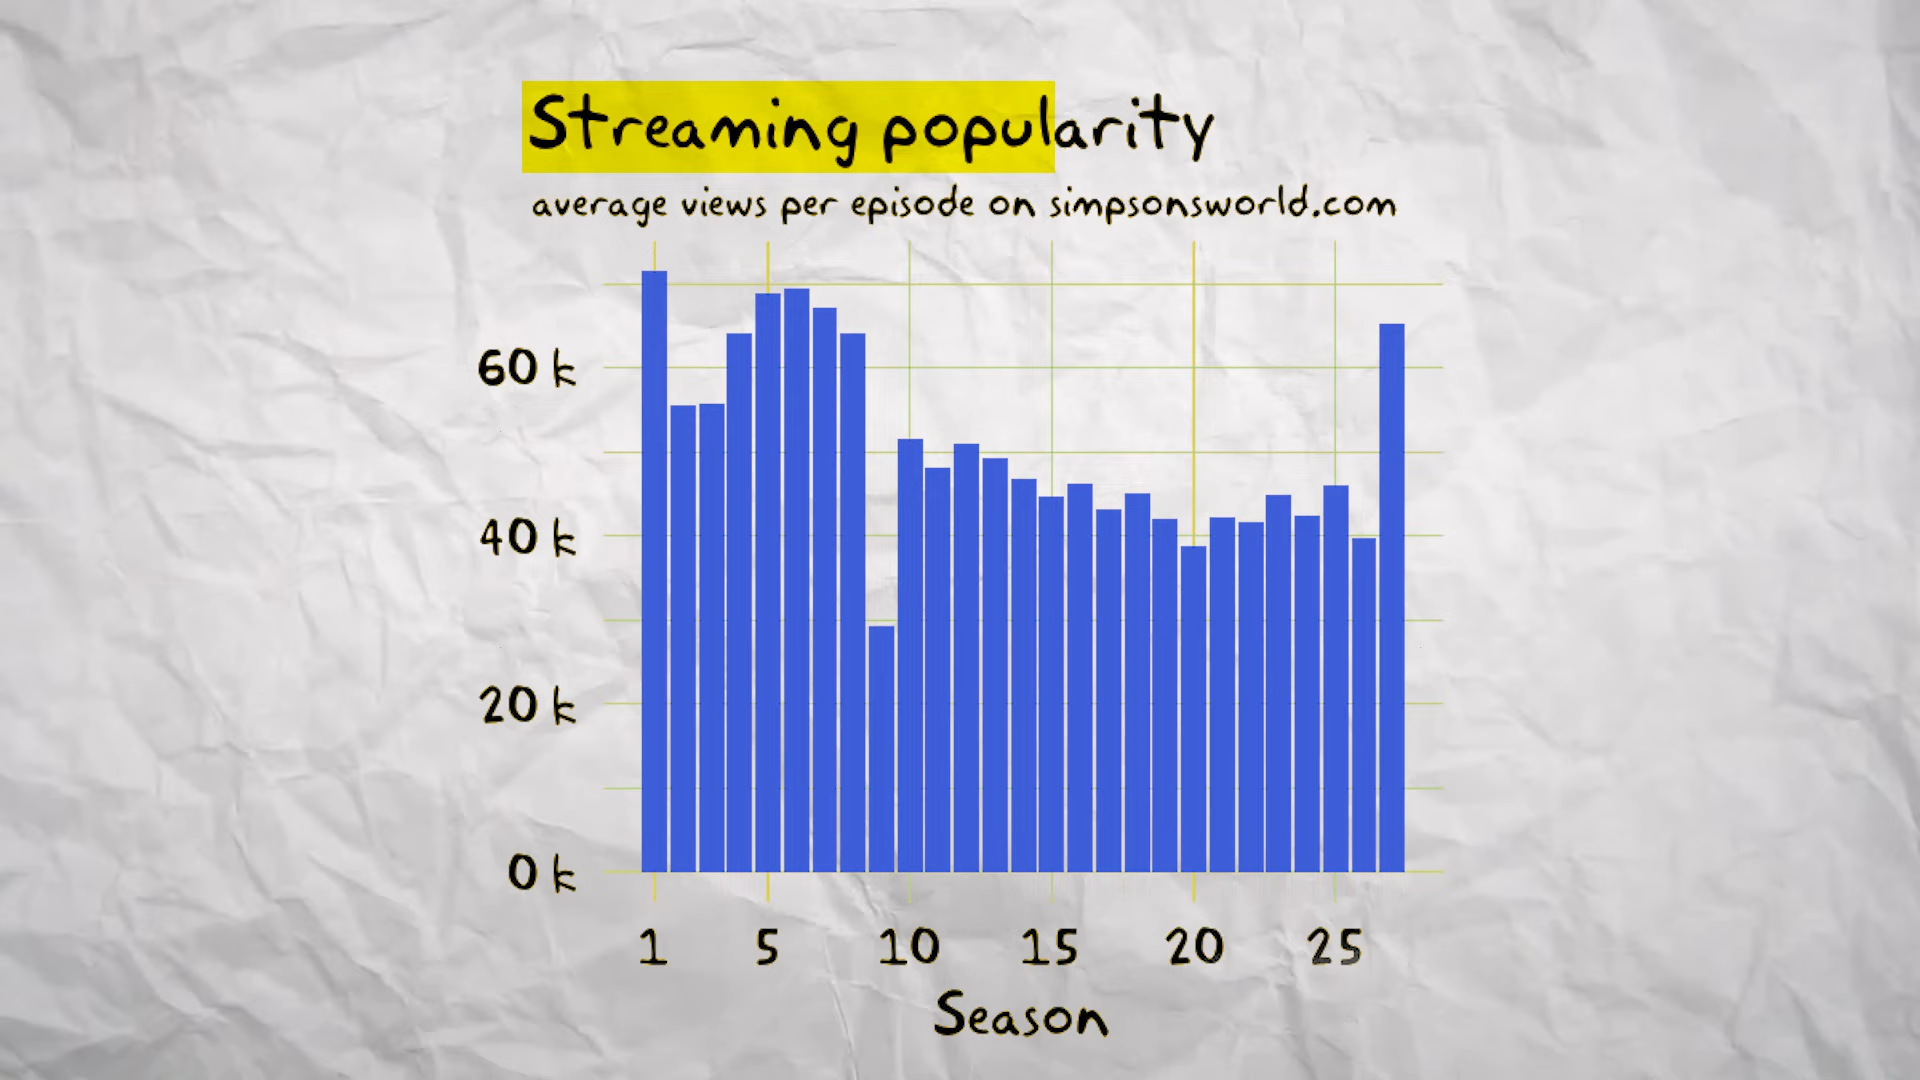 Streaming popularity
average views per episode on simpsonsworld.com
60 k
40 k
20 k
0 k
1 5 10 15 20 25
Season